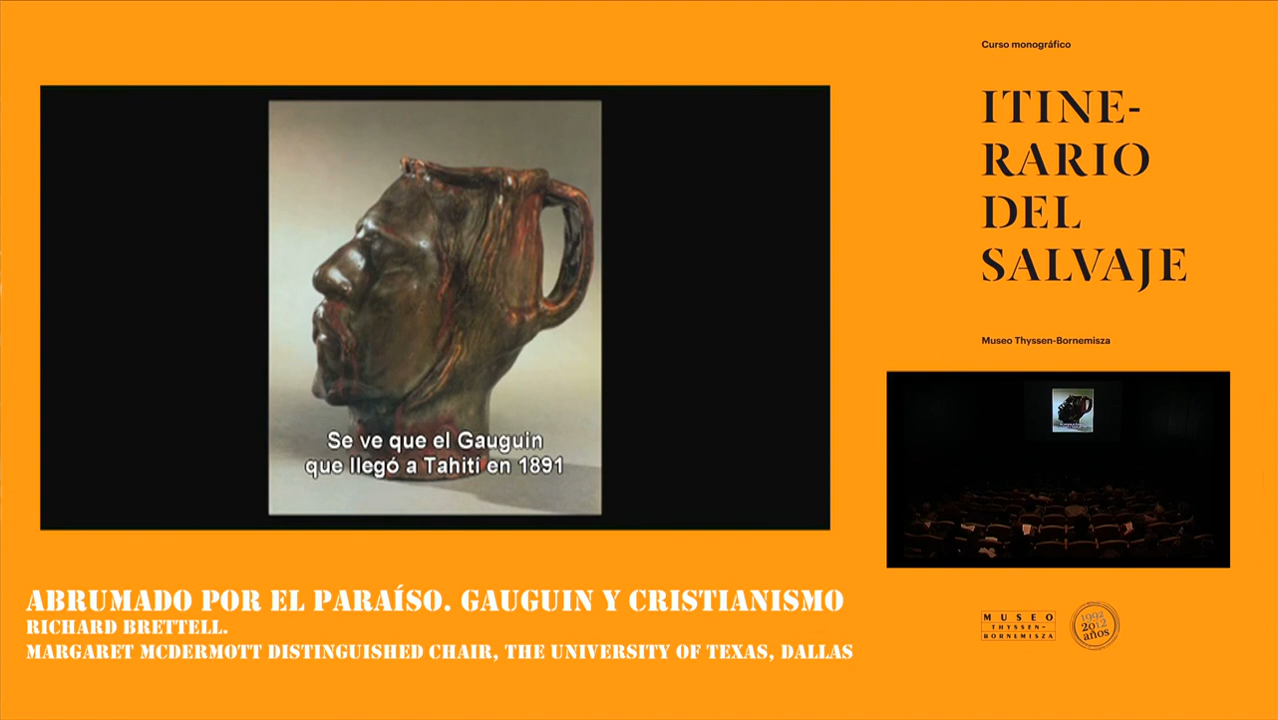 Curso monográfico
ITINE-
RARIO
DEL
SALVAJE
Museo Thyssen-Bornemisza
Se ve que el Gauguin
que llegó a Tahití en 1891
ABRUMADO POR EL PARAÍSO. GAUGUIN Y CRISTIANISMO
RICHARD BRETTELL.
MARGARET MCDERMOTT DISTINGUISHED CHAIR, THE UNIVERSITY OF TEXAS, DALLAS
MUSEO
THYSSEN-
BORNEMISZA
1992
2012
años